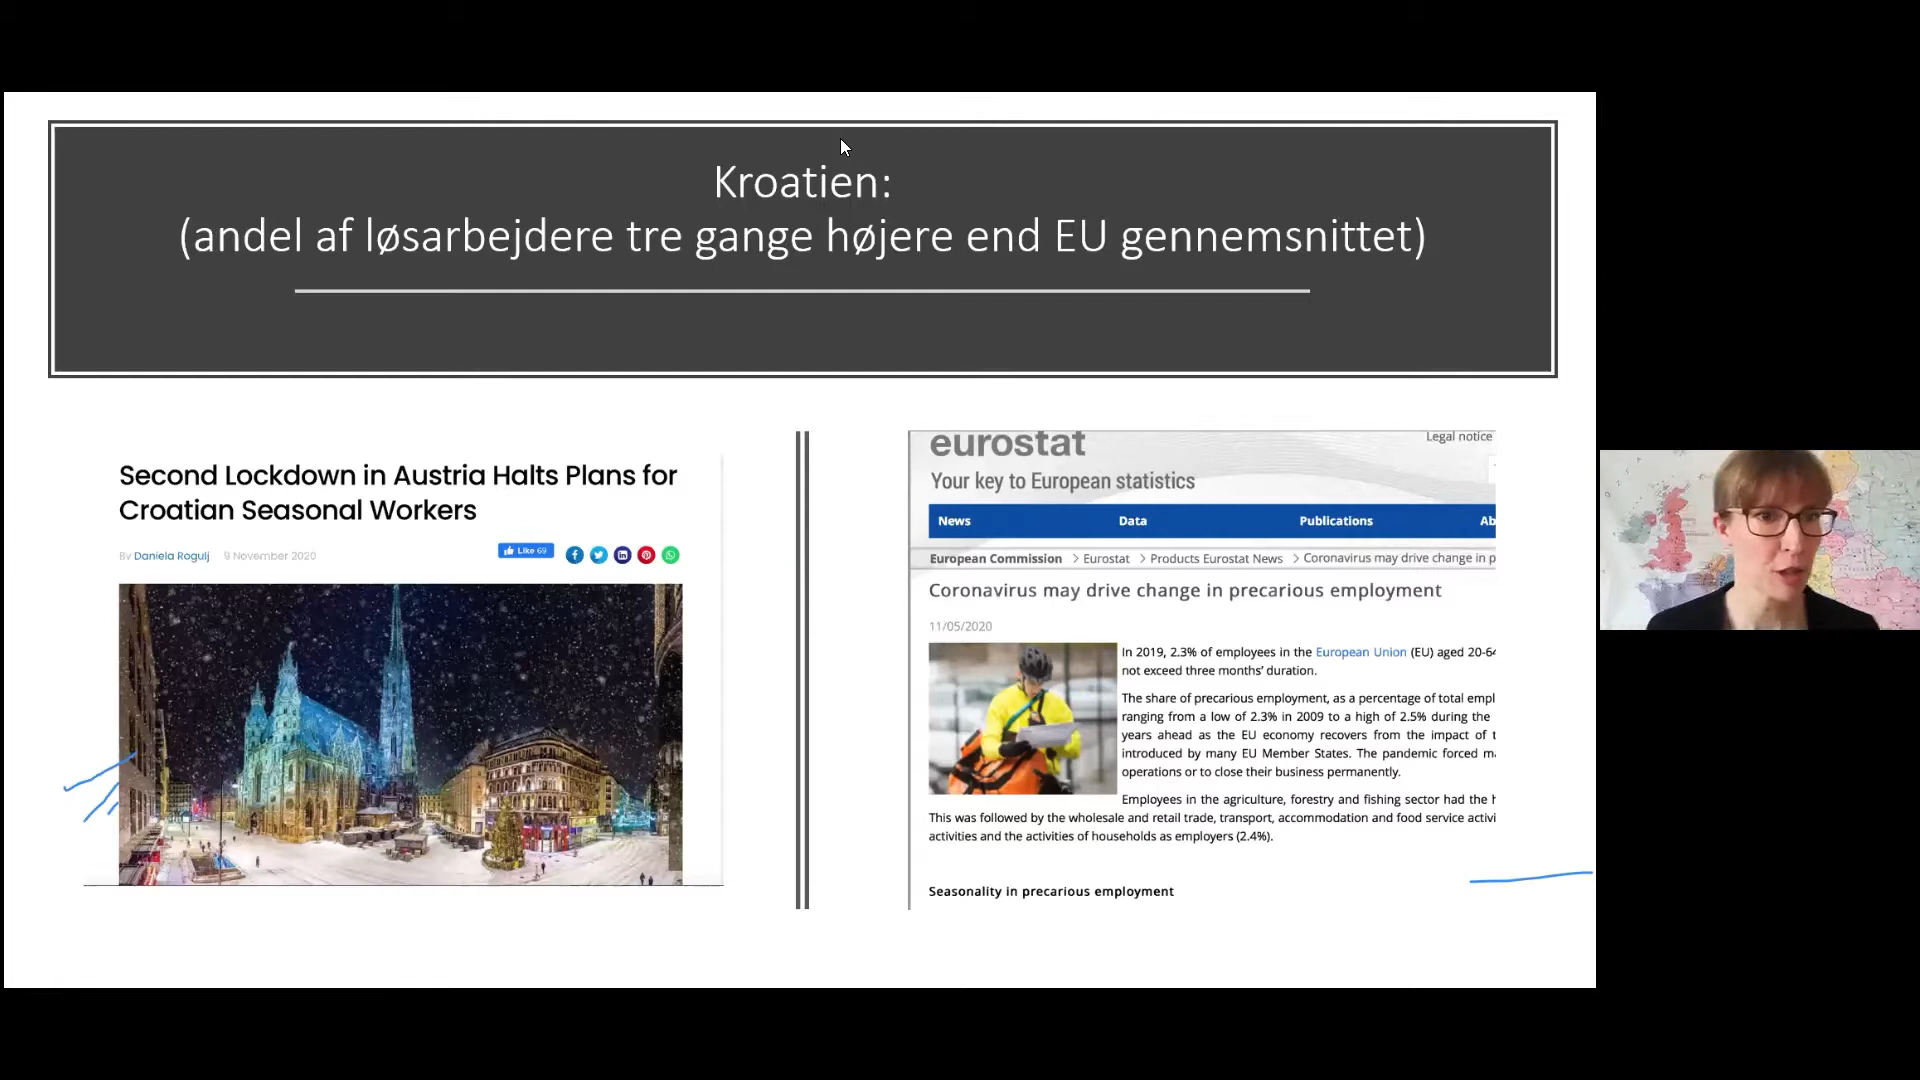 Kroatien:
(andel af løsarbejdere tre gange højere end EU gennemsnittet)
Second Lockdown in Austria Halts Plans for
Croatian Seasonal Workers
By Daniela Rogulj 9 November 2020
Like 69
eurostat
Legal notice
Your key to European statistics
News Data Publications Ab
European Commission > Eurostat > Products Eurostat News > Coronavirus may drive change in p
Coronavirus may drive change in precarious employment
11/05/2020
In 2019, 2.3% of employees in the European Union (EU) aged 20-64
not exceed three months' duration.
The share of precarious employment, as a percentage of total empl
ranging from a low of 2.3% in 2009 to a high of 2.5% during the
years ahead as the EU economy recovers from the impact of t
introduced by many EU Member States. The pandemic forced ma
operations or to close their business permanently.
Employees in the agriculture, forestry and fishing sector had the h
This was followed by the wholesale and retail trade, transport, accommodation and food service activi
activities and the activities of households as employers (2.4%).
Seasonality in precarious employment